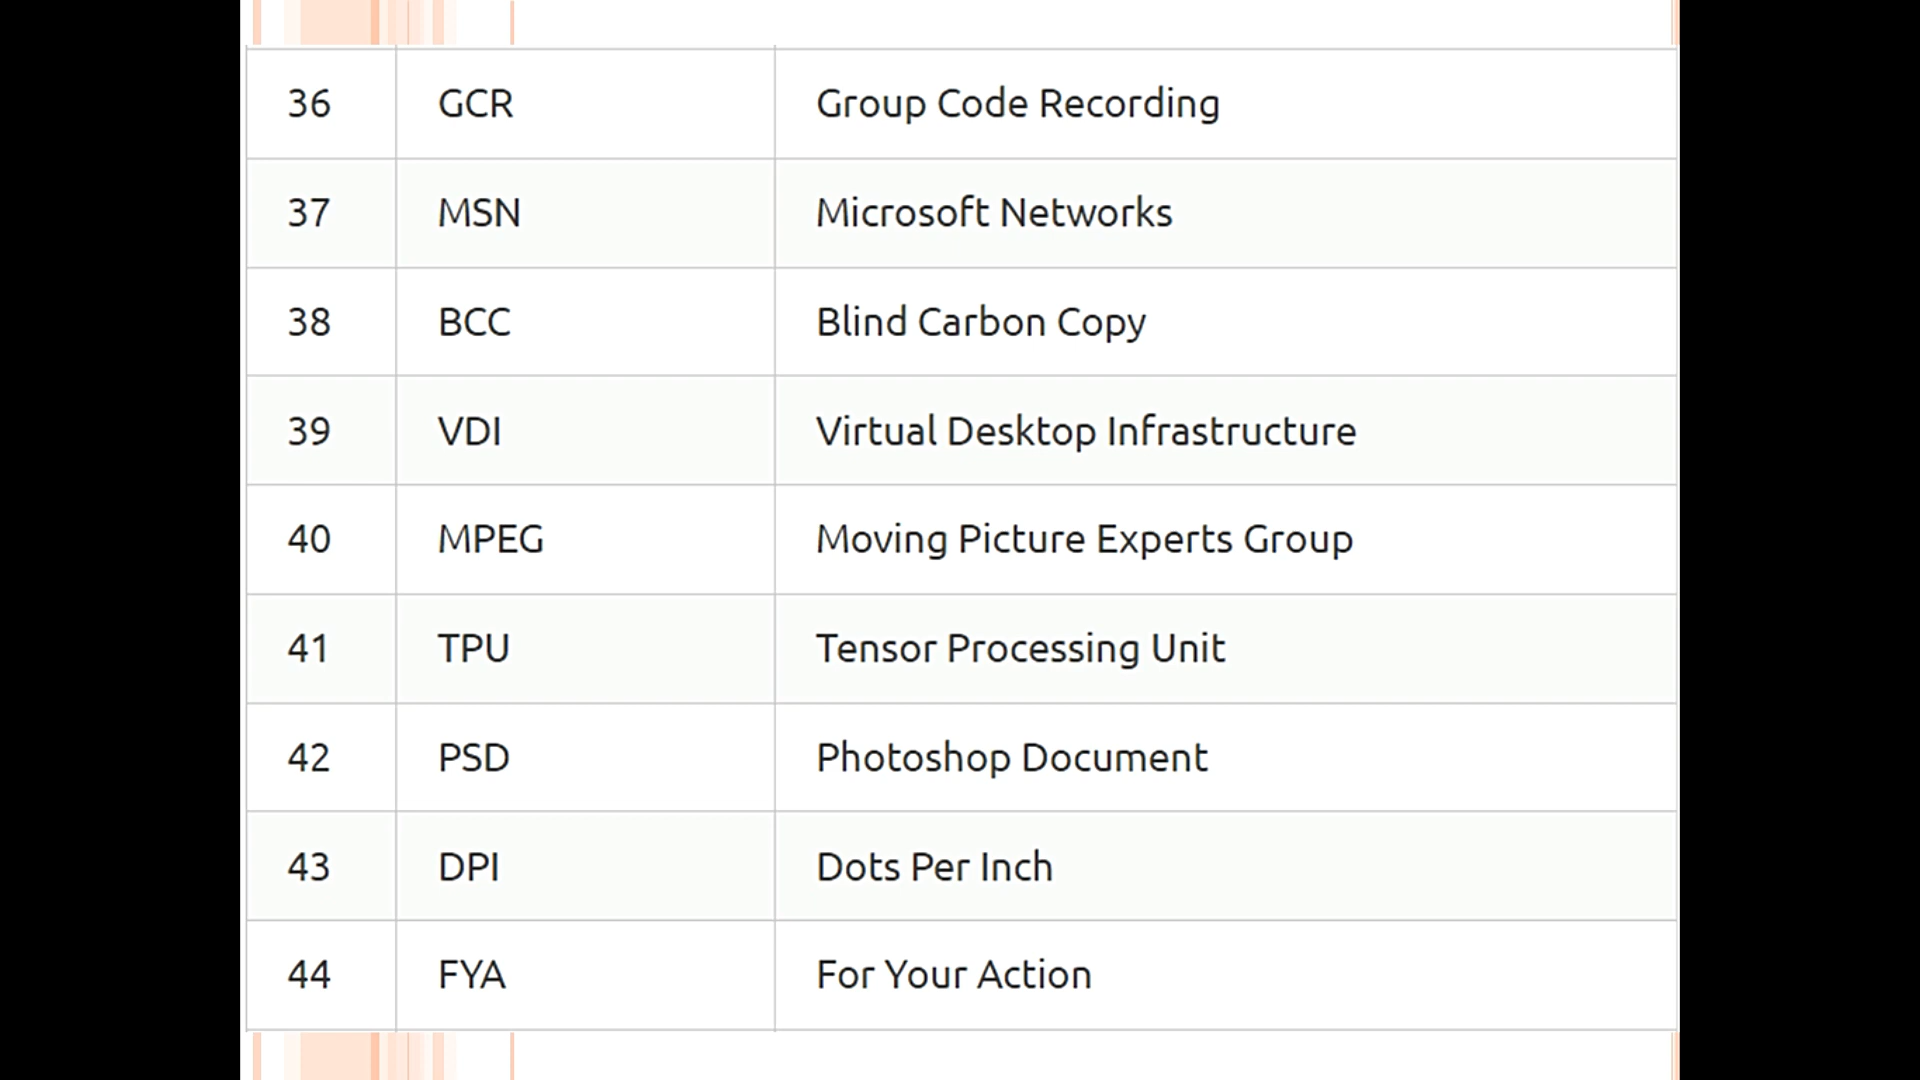 36 GCR Group Code Recording
37 MSN Microsoft Networks
38 BCC Blind Carbon Copy
39 VDI Virtual Desktop Infrastructure
40 MPEG Moving Picture Experts Group
41 TPU Tensor Processing Unit
42 PSD Photoshop Document
43 DPI Dots Per Inch
44 FYA For Your Action